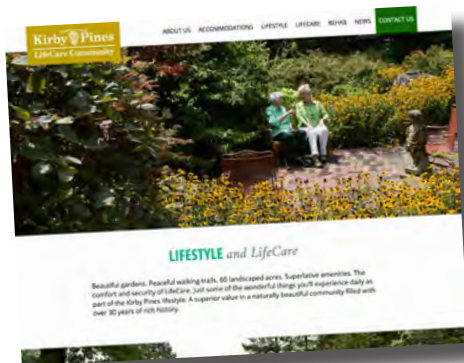 Kirby Pines
LifeCare Community
ABOUT US ACCOMMODATIONS LIFESTYLE LIFECARE REHAB NEWS CONTACT US
LIFESTYLE and LifeCare
Beautiful gardens. Peaceful walking trails. 60 landscaped acres. Superlative amenities. The
comfort and security of LifeCare. Just some of the wonderful things you'll experience daily as
part of the Kirby Pines lifestyle. A superior value in a naturally beautiful community filled with
over 30 years of rich history.